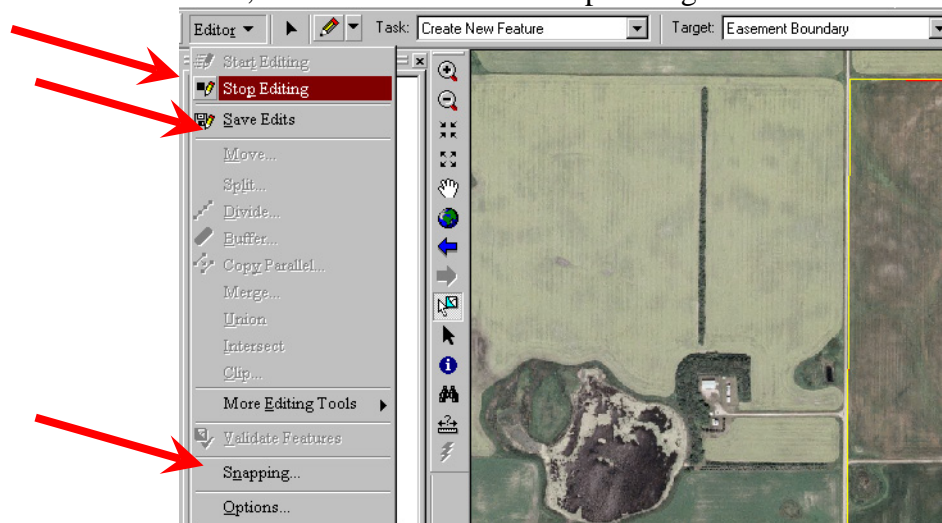 Editor Task: Create New Feature Target: Easement Boundary
Start Editing
Stop Editing
Save Edits
Move...
Split...
Divide...
Buffer...
Copy Parallel...
Merge...
Union
Intersect
Clip...
More Editing Tools
Validate Features
Snapping...
Options...